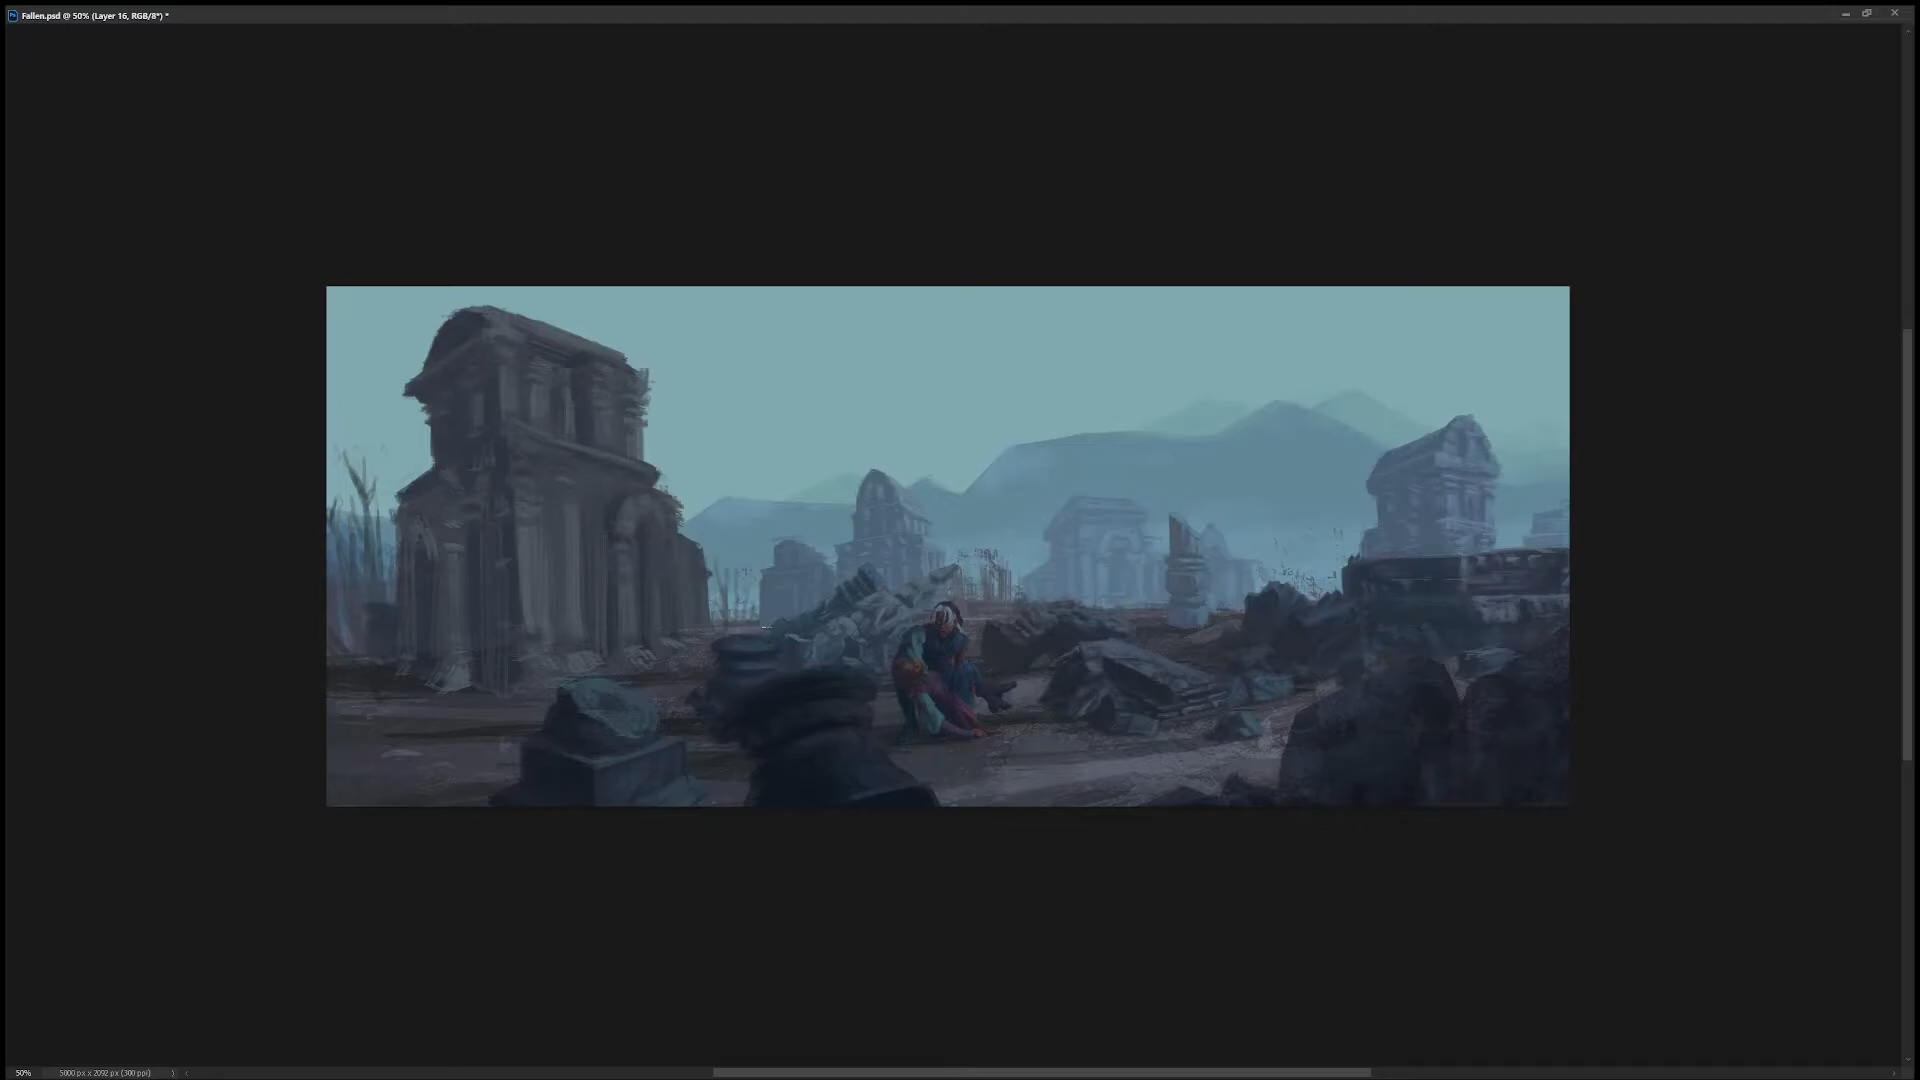 Fallen.psd @ 50% (Layer 16, RGB/8*) *
50%
5000 px x 2092 px (300 ppi)